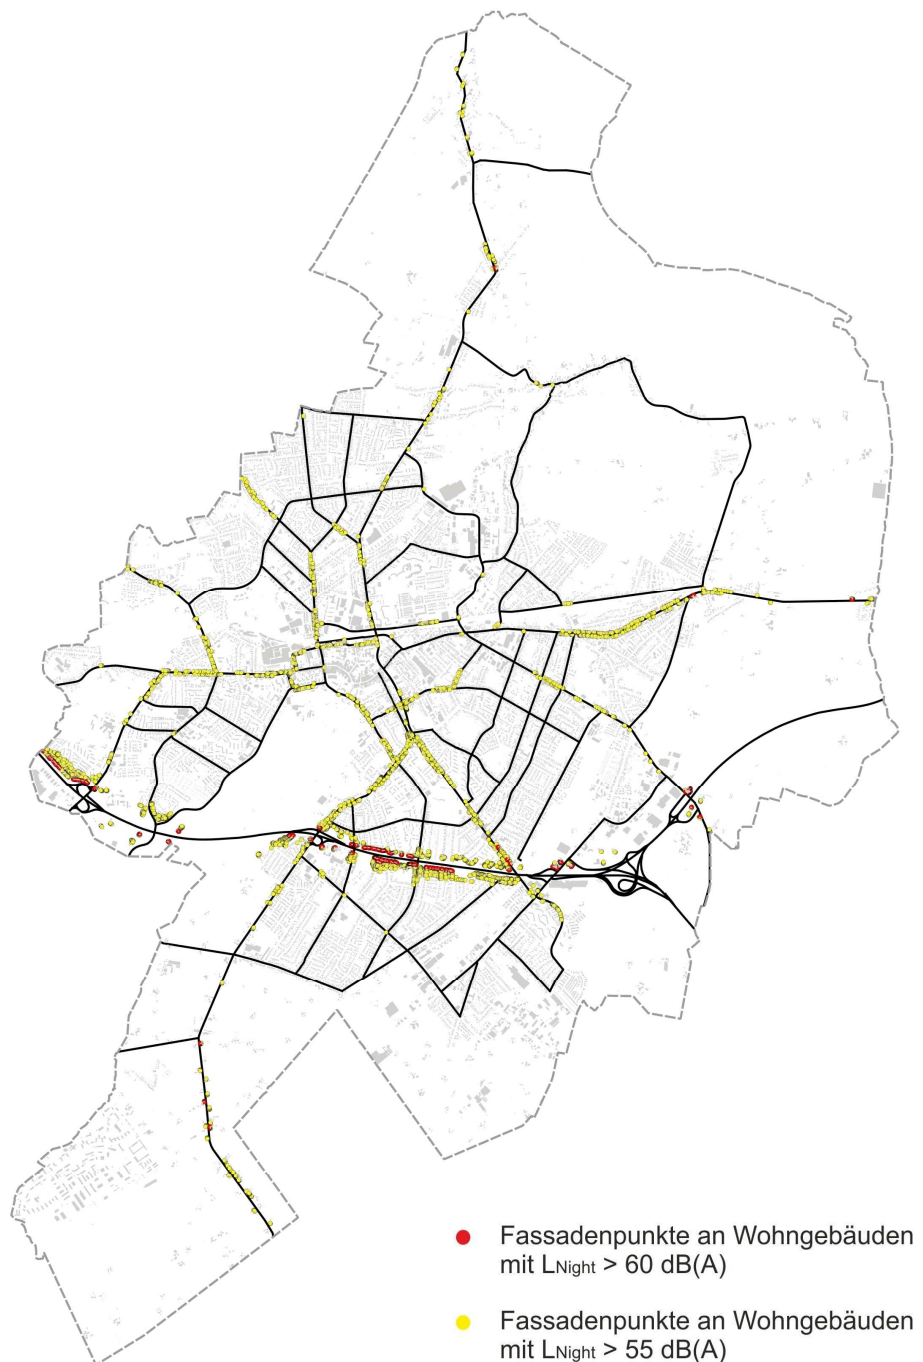 Fassadenpunkte an Wohngebäuden
mit LNight > 60 dB(A)
Fassadenpunkte an Wohngebäuden
mit LNight > 55 dB(A)